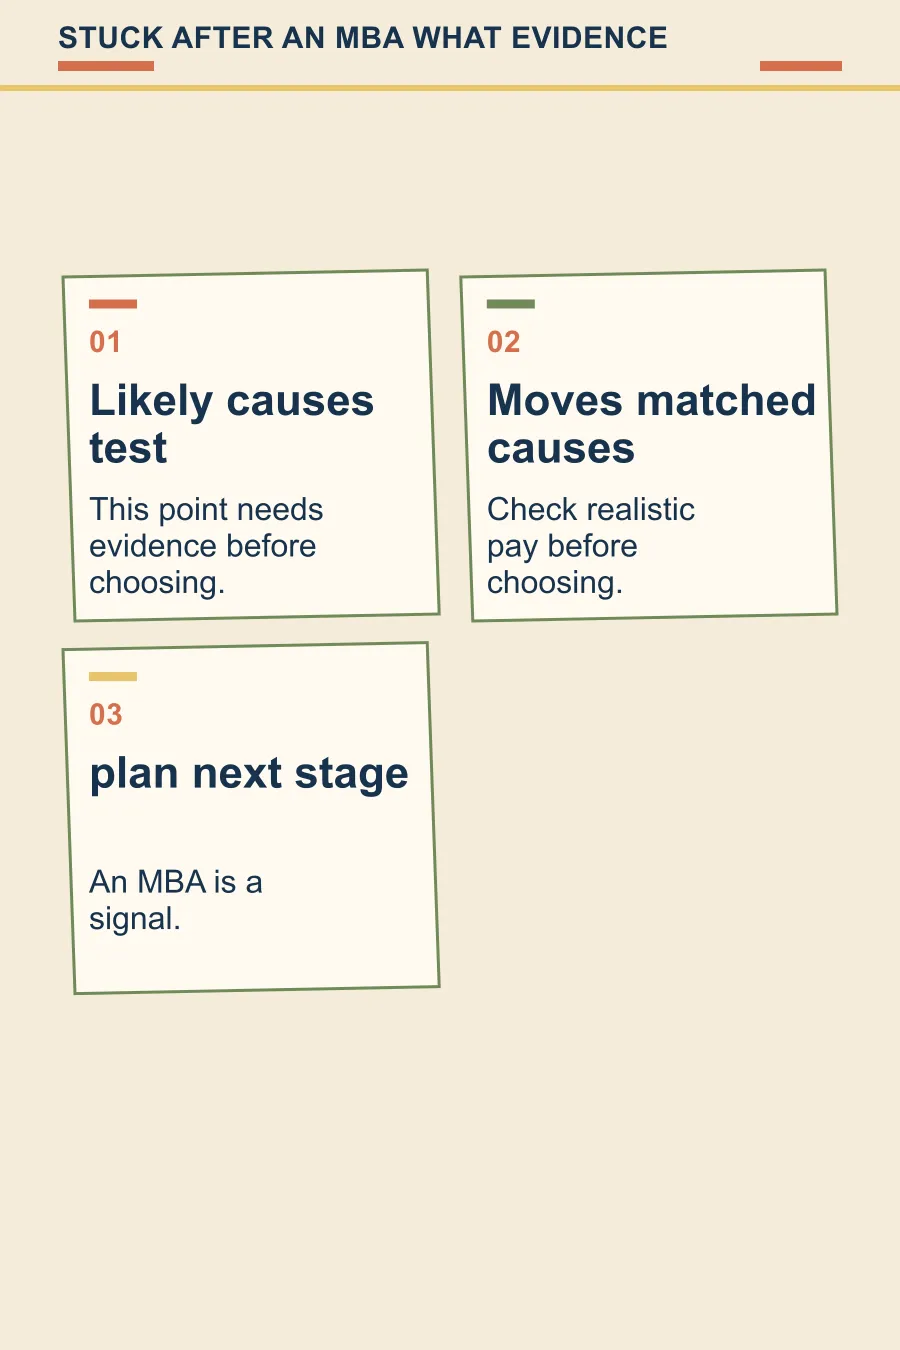 STUCK AFTER AN MBA WHAT EVIDENCE
01
Likely causes
test
This point needs
evidence before
choosing.
02
Moves matched
causes
Check realistic
pay before
choosing.
03
plan next stage
An MBA is a
signal.